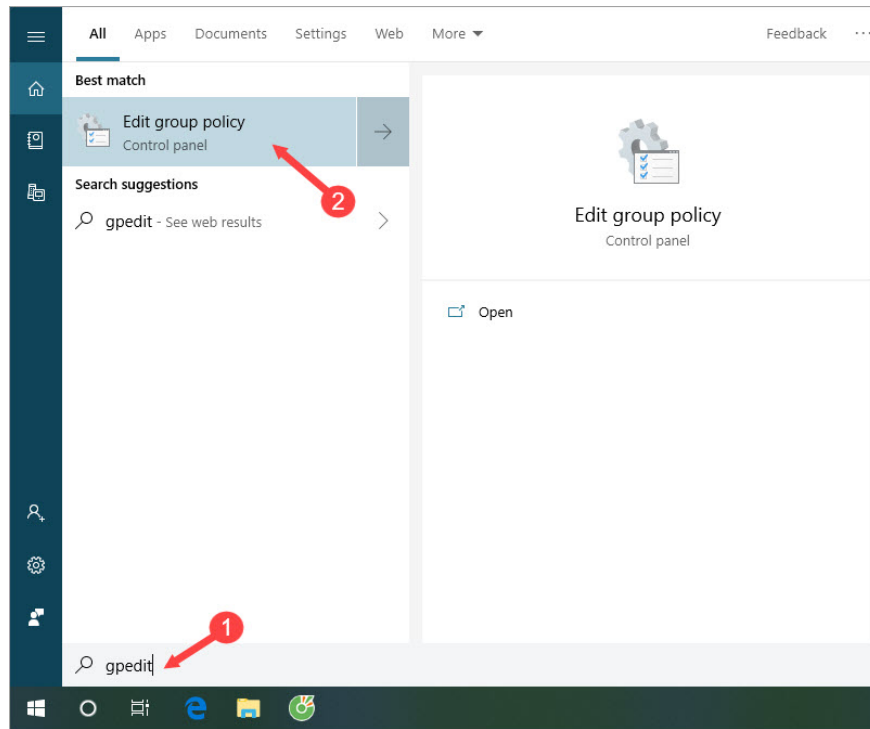 All Apps Documents Settings Web More Feedback ...
Best match
Edit group policy
Control panel
Search suggestions
gpedit - See web results
2
Edit group policy
Control panel
Open
1
gpedit